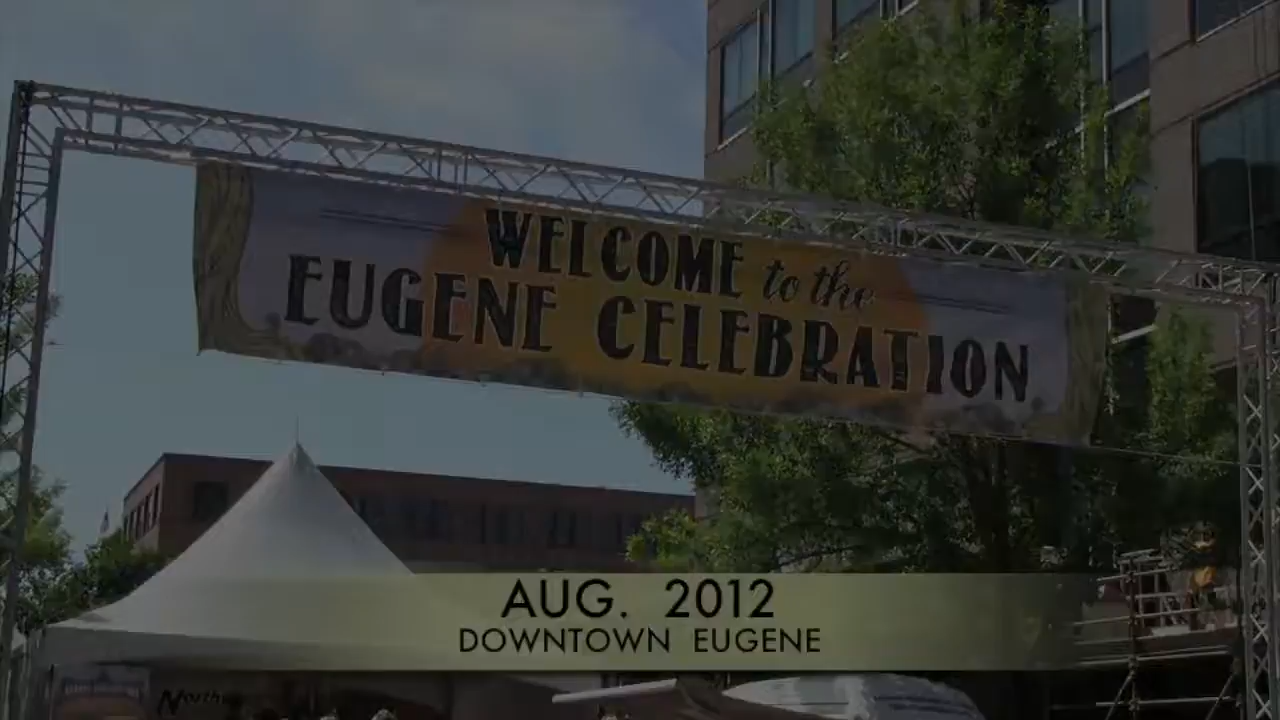 WELCOME to the
EUGENE CELEBRATION
AUG. 2012
DOWNTOWN EUGENE